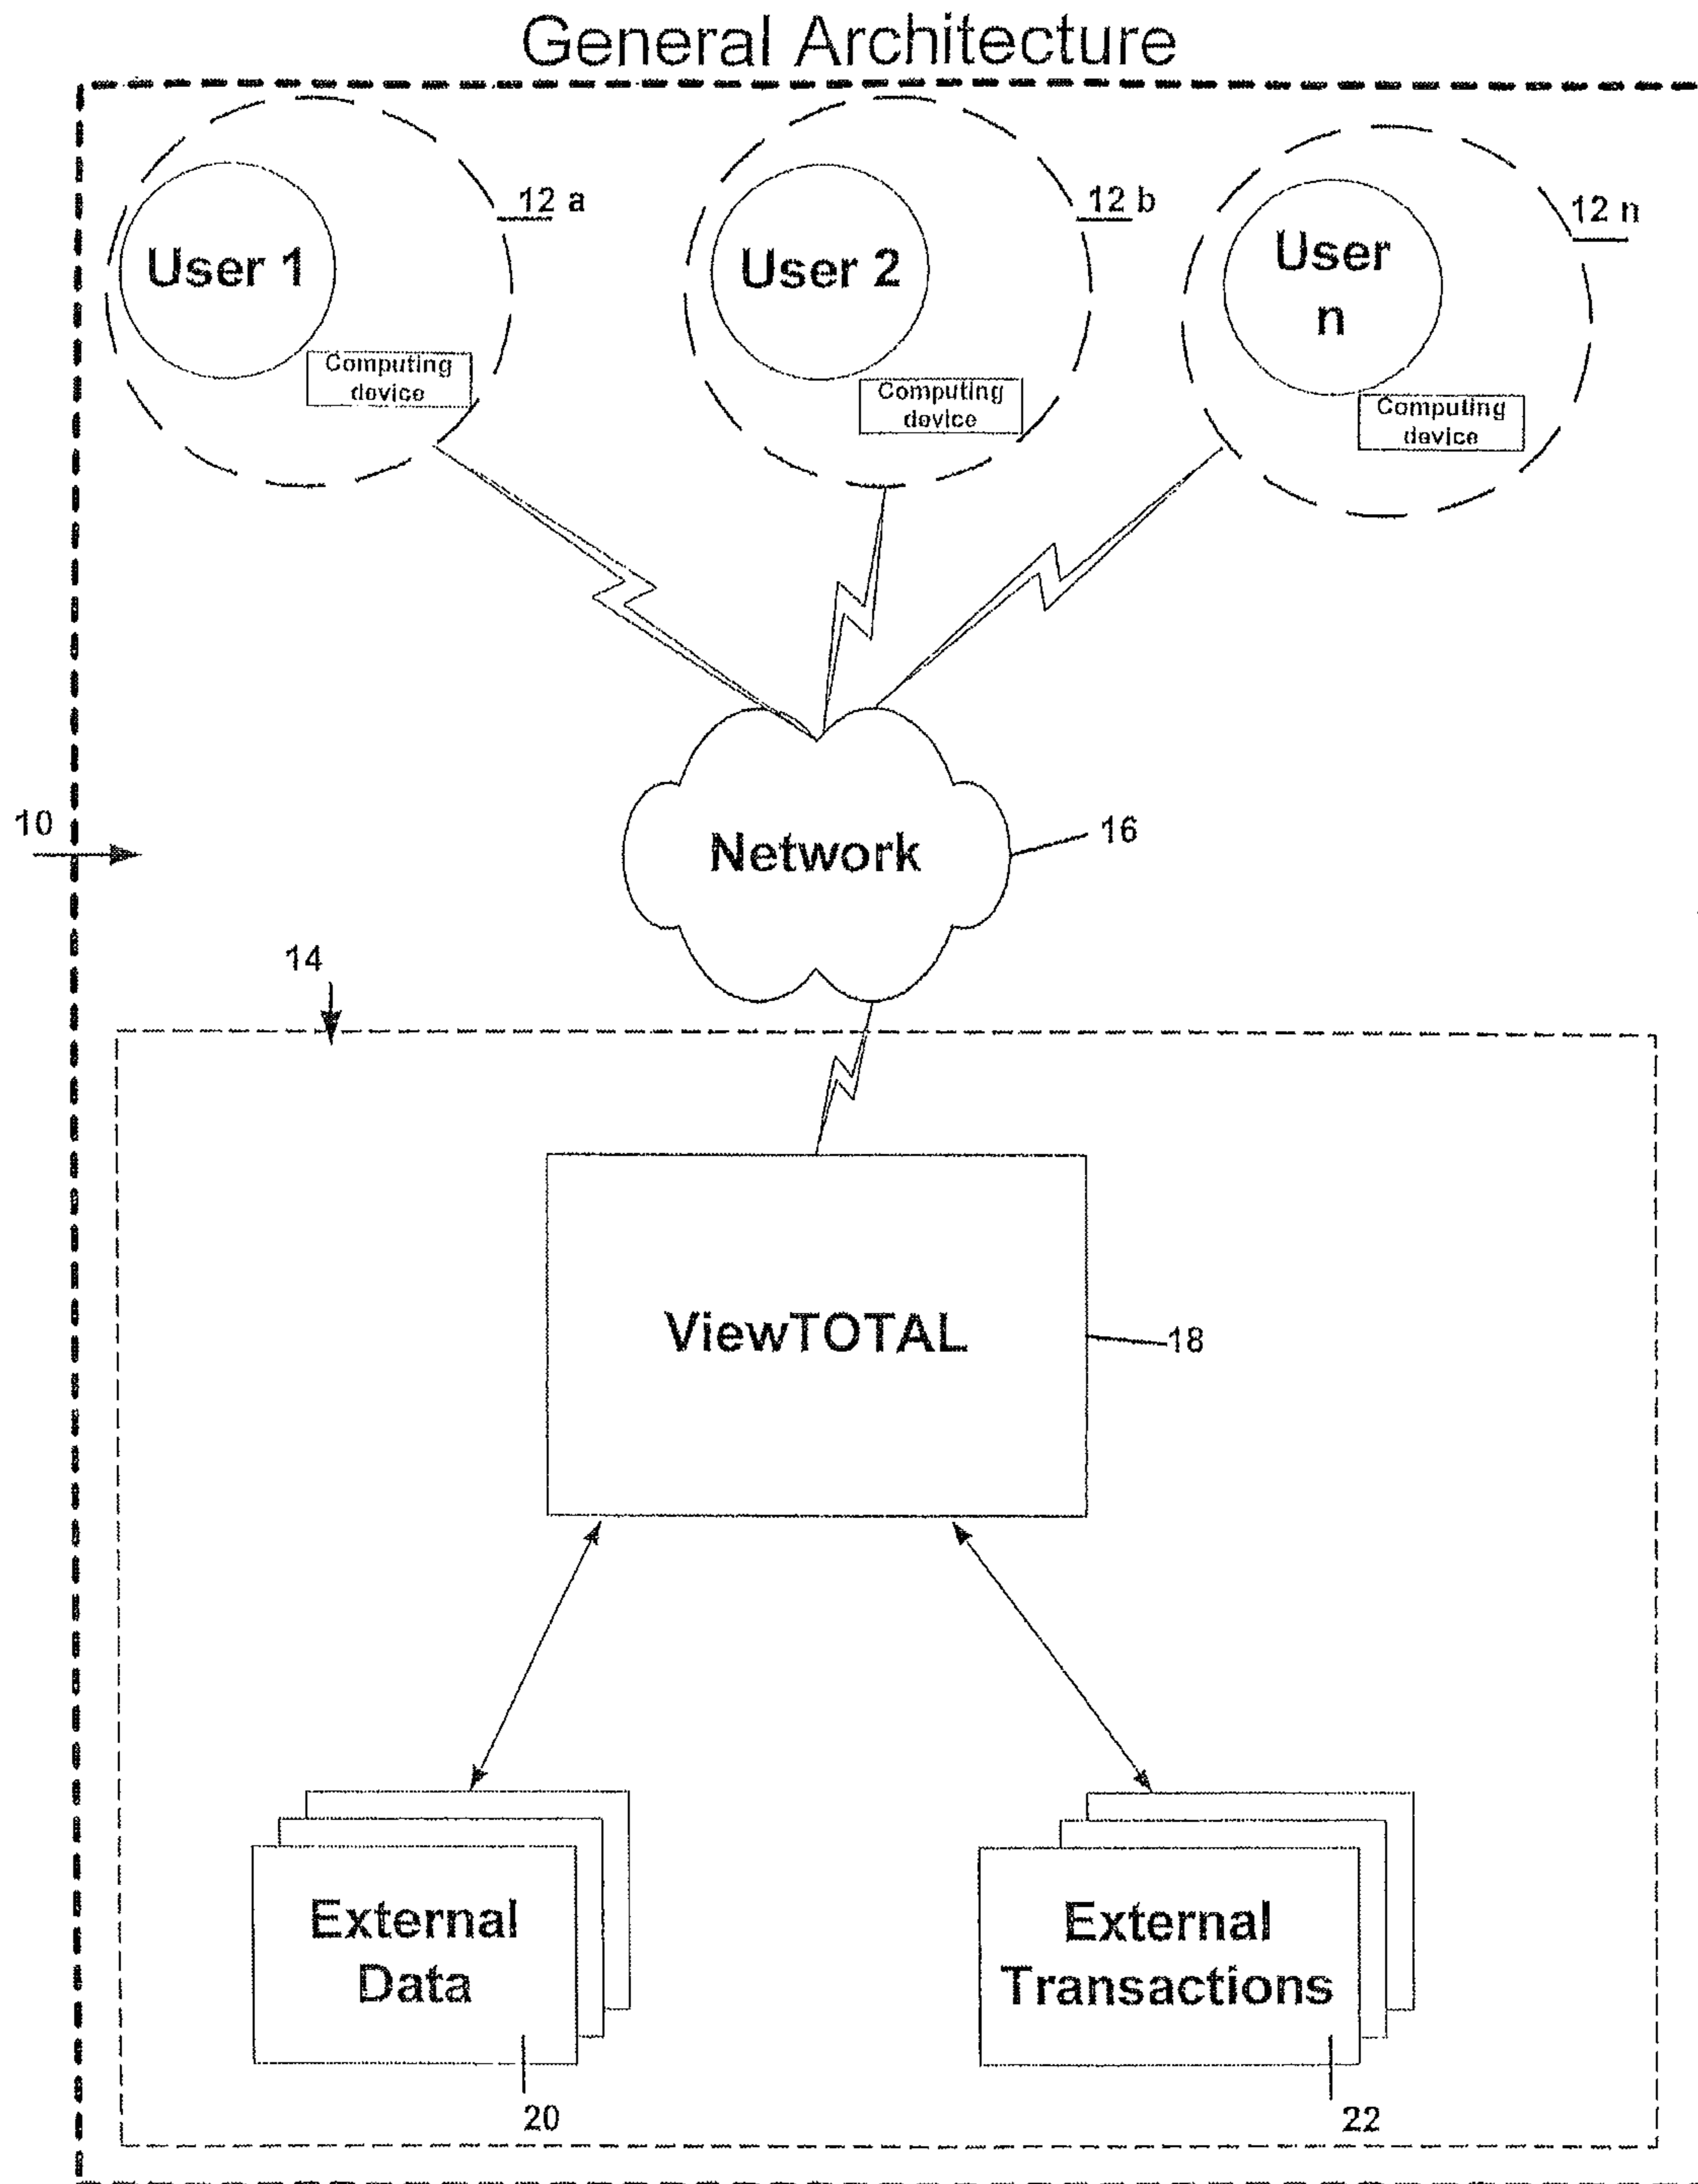 General Architecture
12 a
12 b
12 n
User 1
User 2
User
n
Computing
device
Computing
device
Computing
device
10
Network
16
14
ViewTOTAL
18
External
Data
External
Transactions
20
22